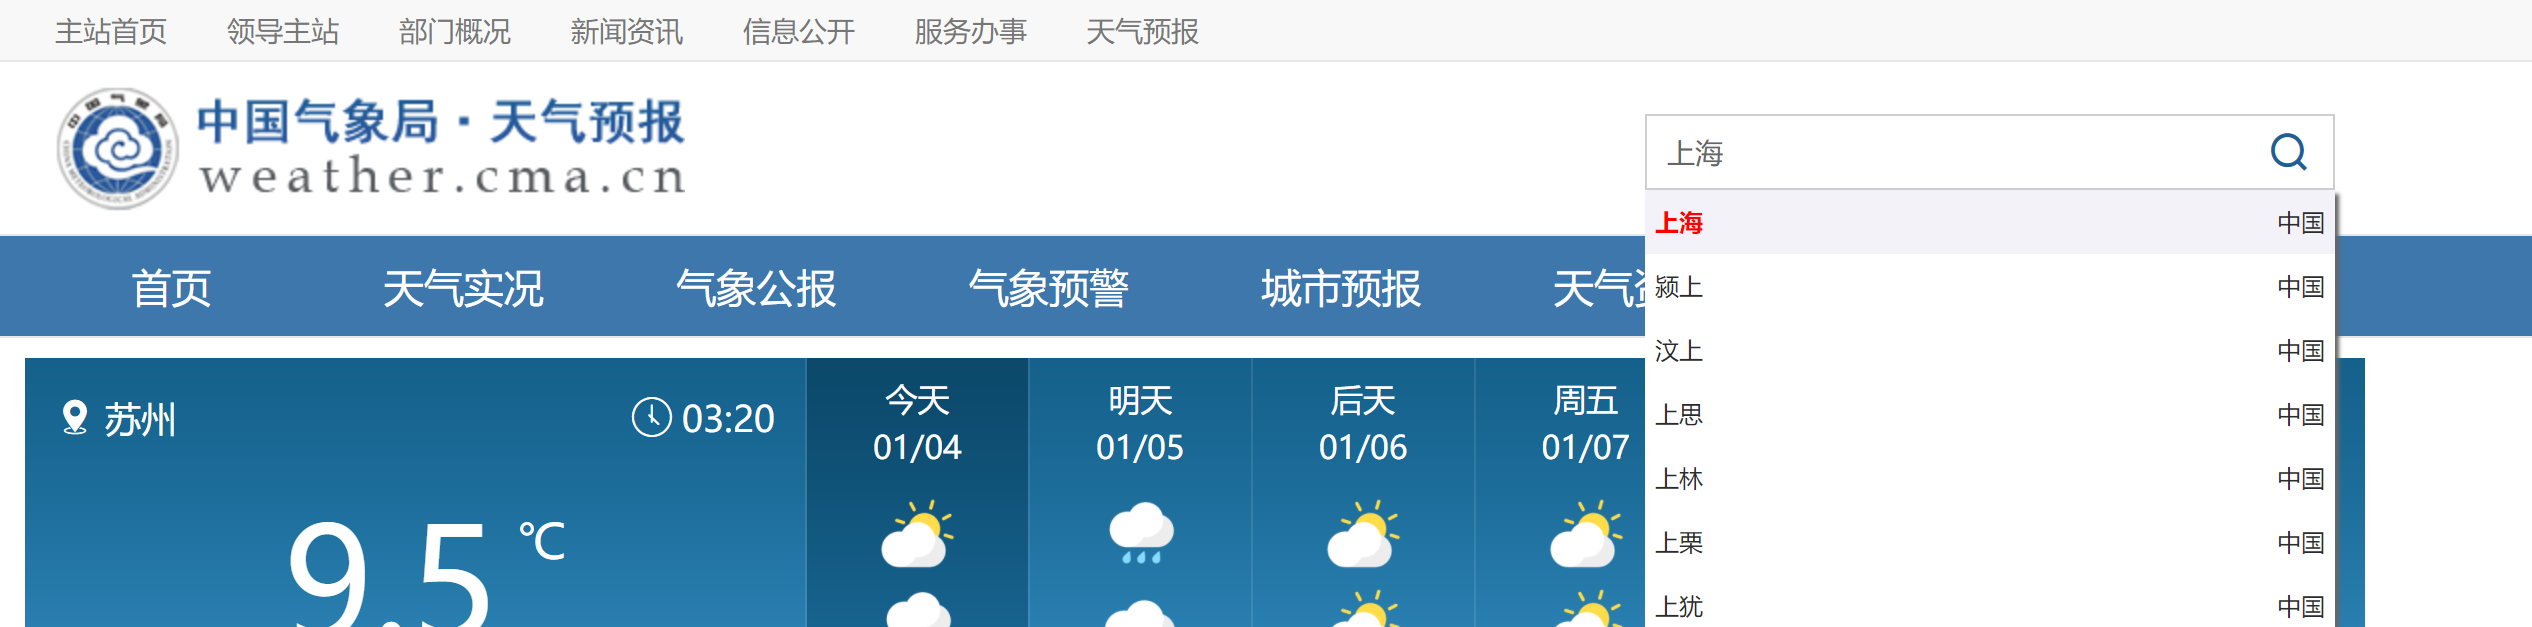 主站首页 领导主站 部门概况 新闻资讯 信息公开 服务办事 天气预报
中国气象局·天气预报
weather.cma.cn
上海
上海 中国
首页 天气实况 气象公报 气象预警 城市预报 天气
颍上 中国
汶上 中国
苏州 03:20
今天 明天 后天 周五
01/04 01/05 01/06 01/07
上思 中国
上林 中国
9.5 ℃
上栗 中国
上犹 中国